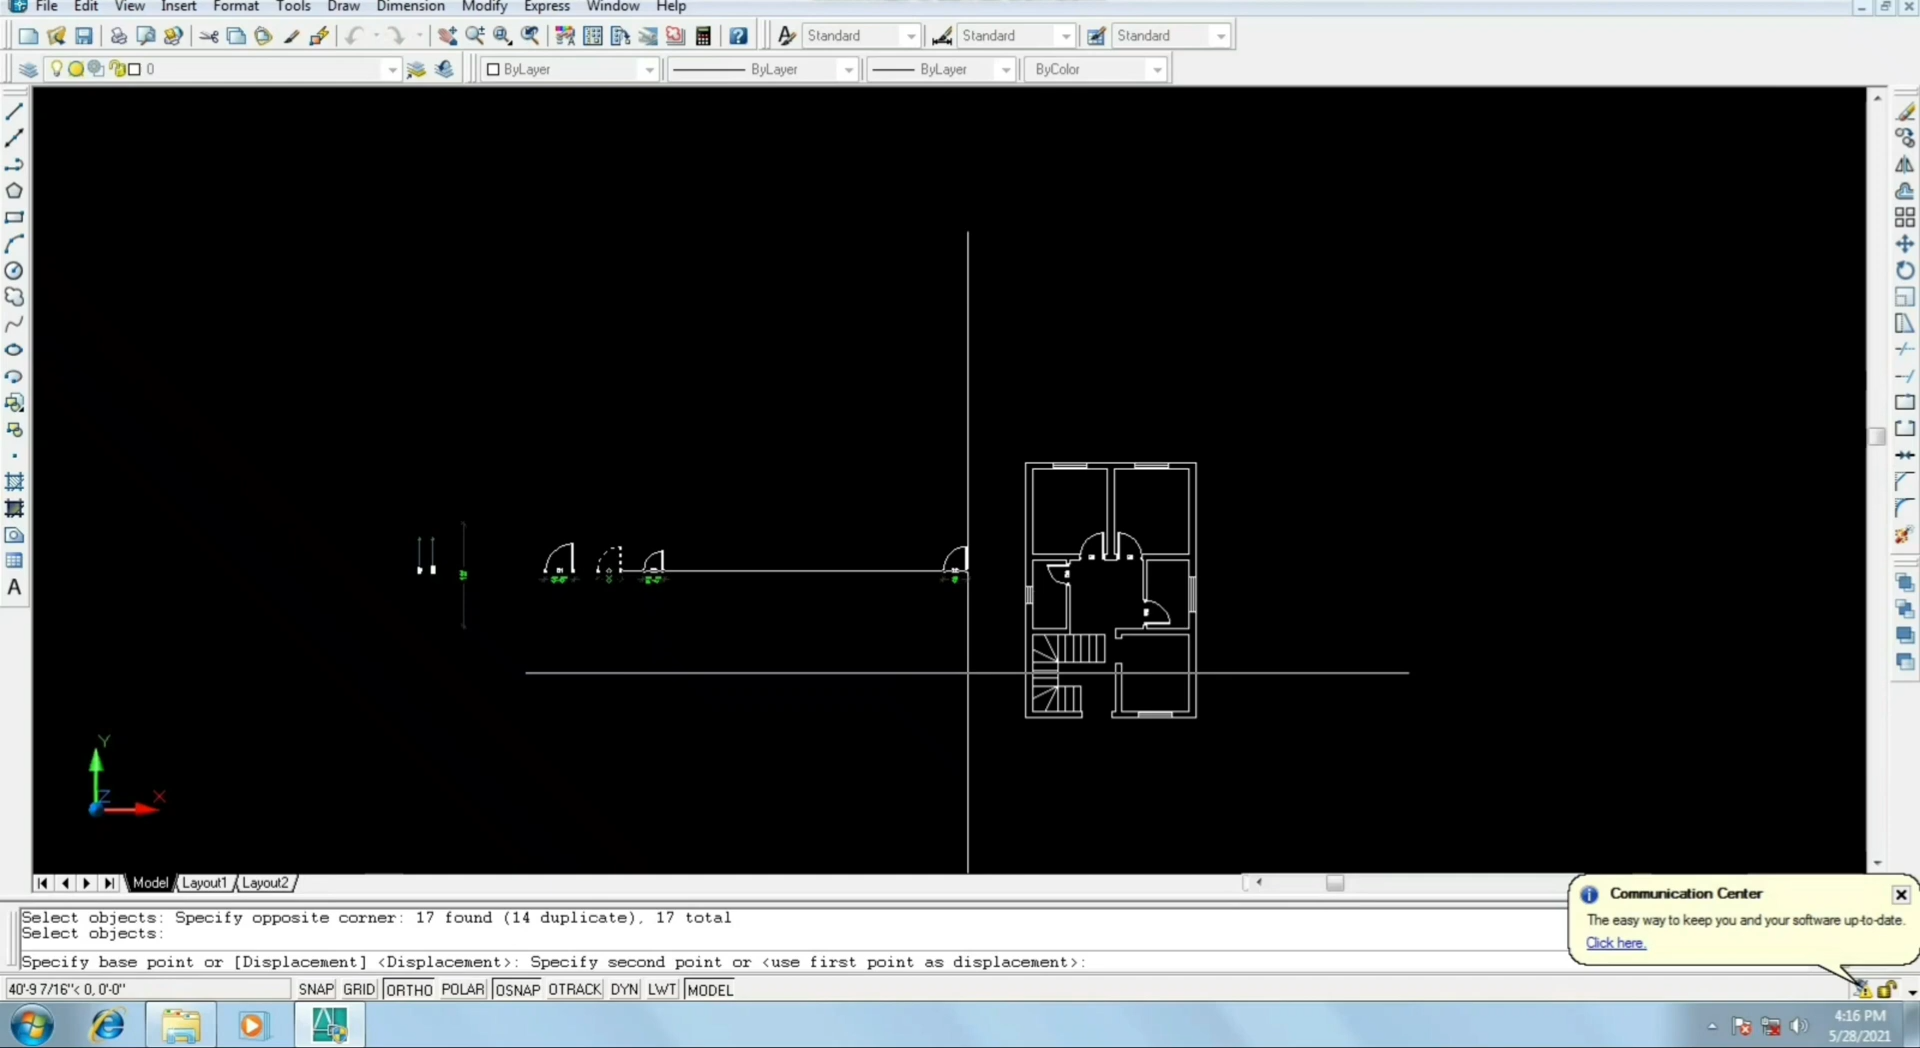 File Edit View Insert Format Tools Draw Dimension Modify Express Window Help
Standard Standard Standard
0 ByLayer ByLayer ByLayer ByColor
Y
Z X
Model Layout1 Layout2
Communication Center
The easy way to keep you and your software up-to-date.
Click here.
Select objects: Specify opposite corner: 17 found (14 duplicate), 17 total
Select objects:
Specify base point or [Displacement] <Displacement>: Specify second point or <use first point as displacement>:
40'-9 7/16"< 0, 0'-0" SNAP GRID ORTHO POLAR OSNAP OTRACK DYN LWT MODEL
4:16 PM
5/28/2021